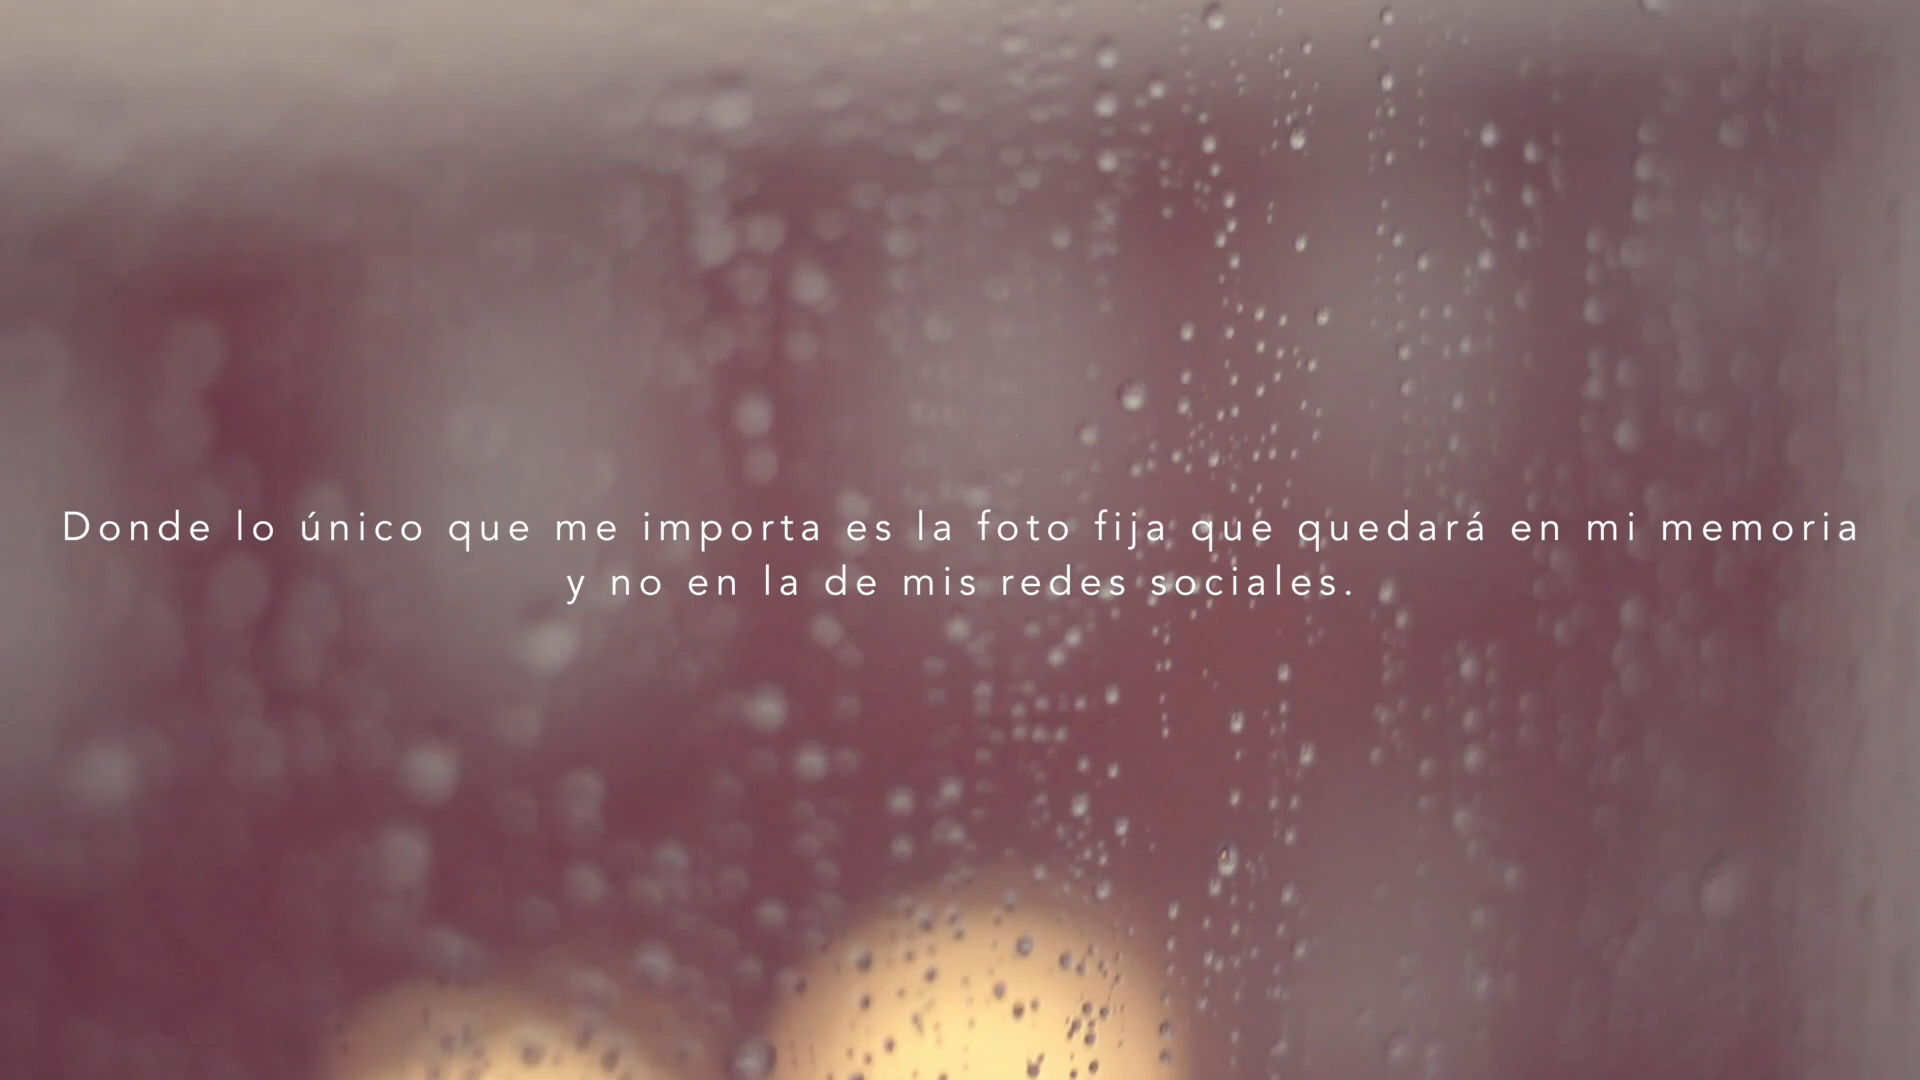 Donde lo único que me importa es la foto fija que quedará en mi memoria
y no en la de mis redes sociales.